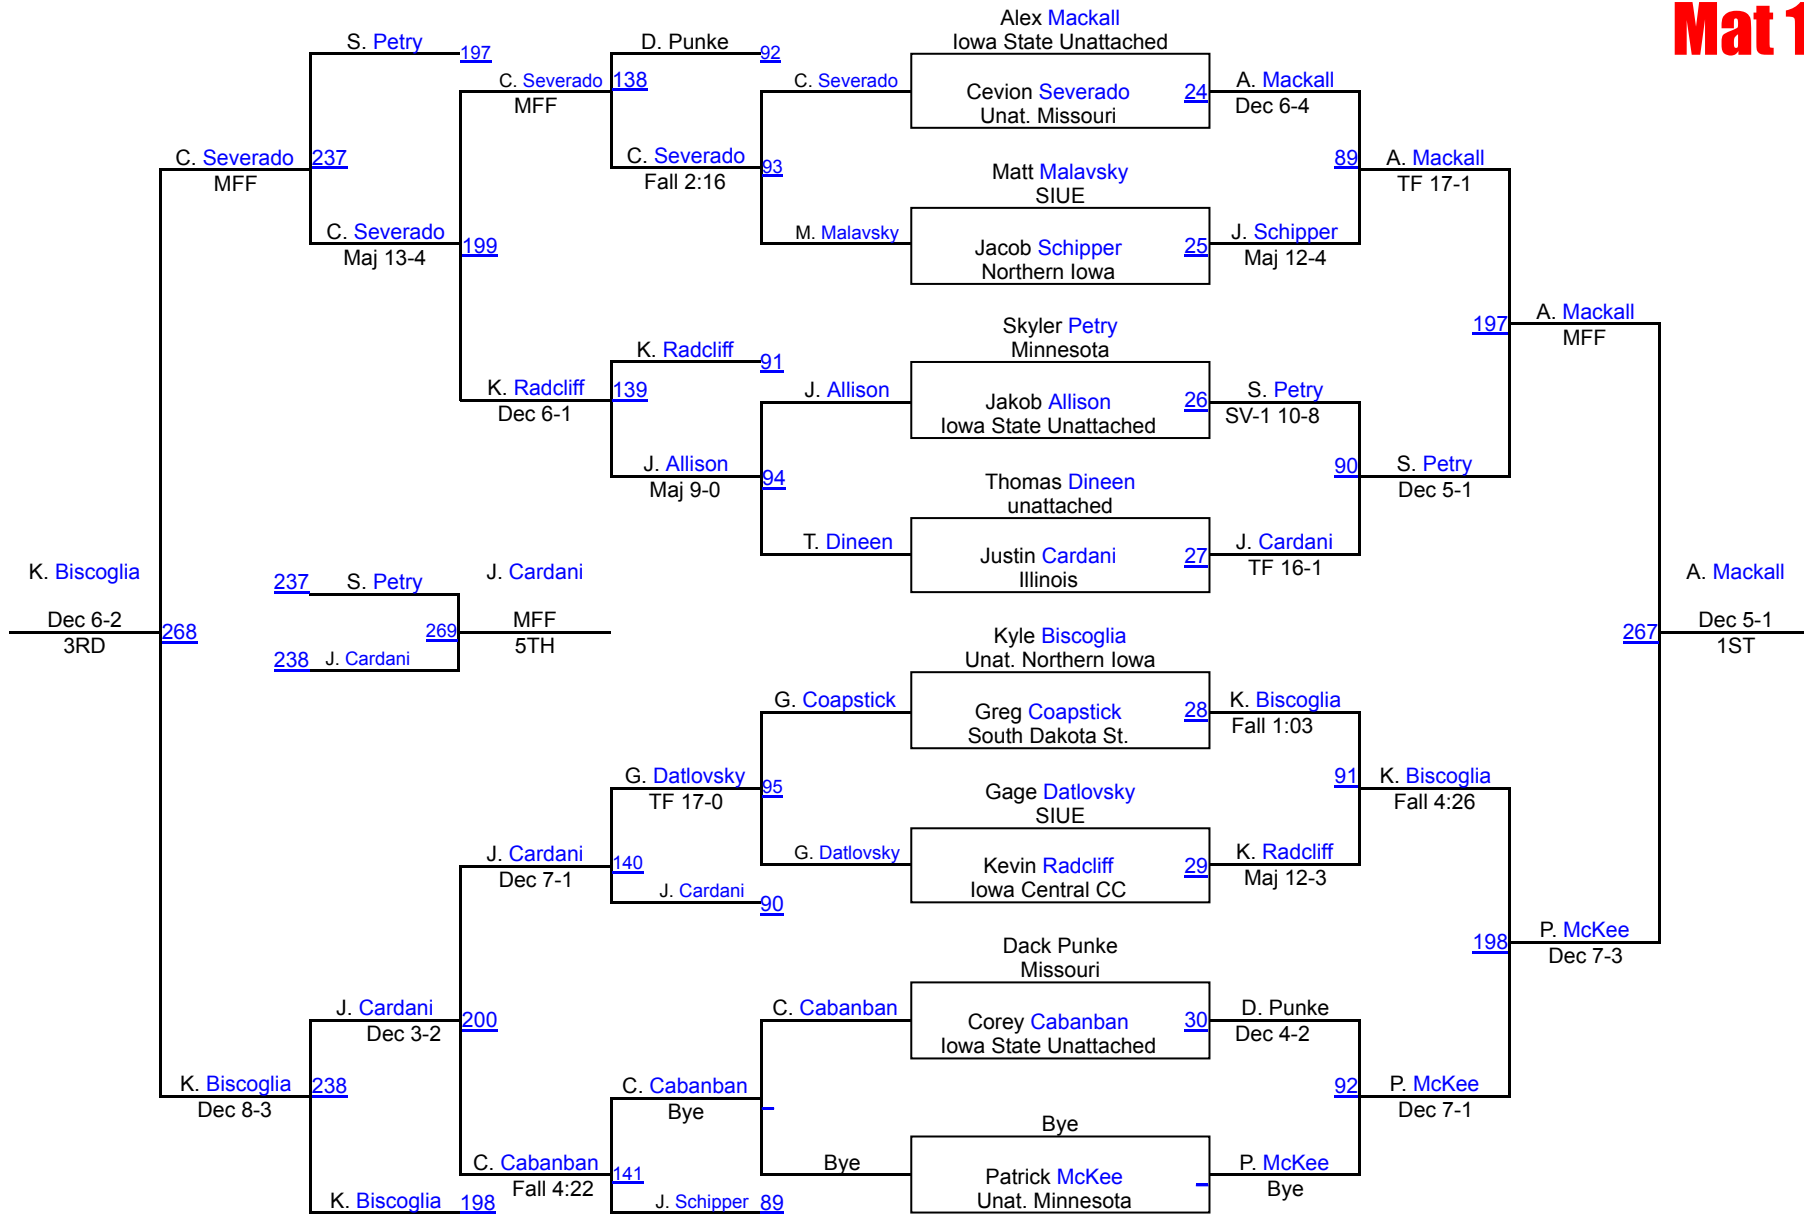 Mat 1
Alex Mackall
Iowa State Unattached
Cevion Severado
Unat. Missouri
24
Matt Malavsky
SIUE
Jacob Schipper
Northern Iowa
25
Skyler Petry
Minnesota
Jakob Allison
Iowa State Unattached
26
Thomas Dineen
unattached
Justin Cardani
Illinois
27
Kyle Biscoglia
Unat. Northern Iowa
Greg Coapstick
South Dakota St.
28
Gage Datlovsky
SIUE
Kevin Radcliff
Iowa Central CC
29
Dack Punke
Missouri
Corey Cabanban
Iowa State Unattached
30
Bye
Patrick McKee
Unat. Minnesota
A. Mackall
Dec 6-4
89
J. Schipper
Maj 12-4
S. Petry
SV-1 10-8
90
J. Cardani
TF 16-1
K. Biscoglia
Fall 1:03
91
K. Radcliff
Maj 12-3
D. Punke
Dec 4-2
92
P. McKee
Bye
A. Mackall
TF 17-1
197
S. Petry
Dec 5-1
K. Biscoglia
Fall 4:26
198
P. McKee
Dec 7-1
A. Mackall
MFF
267
P. McKee
Dec 7-3
A. Mackall
Dec 5-1
1ST
C. Severado
93
M. Malavsky
J. Allison
94
T. Dineen
G. Coapstick
95
G. Datlovsky
C. Cabanban
Bye
D. Punke
92
138
C. Severado
Fall 2:16
K. Radcliff
91
139
J. Allison
Maj 9-0
G. Datlovsky
TF 17-0
140
J. Cardani
90
C. Cabanban
Bye
141
J. Schipper
89
C. Severado
MFF
199
K. Radcliff
Dec 6-1
J. Cardani
Dec 7-1
200
C. Cabanban
Fall 4:22
S. Petry
197
237
C. Severado
Maj 13-4
J. Cardani
Dec 3-2
238
K. Biscoglia
198
C. Severado
MFF
268
K. Biscoglia
Dec 8-3
K. Biscoglia
Dec 6-2
3RD
237
S. Petry
269
238
J. Cardani
J. Cardani
MFF
5TH